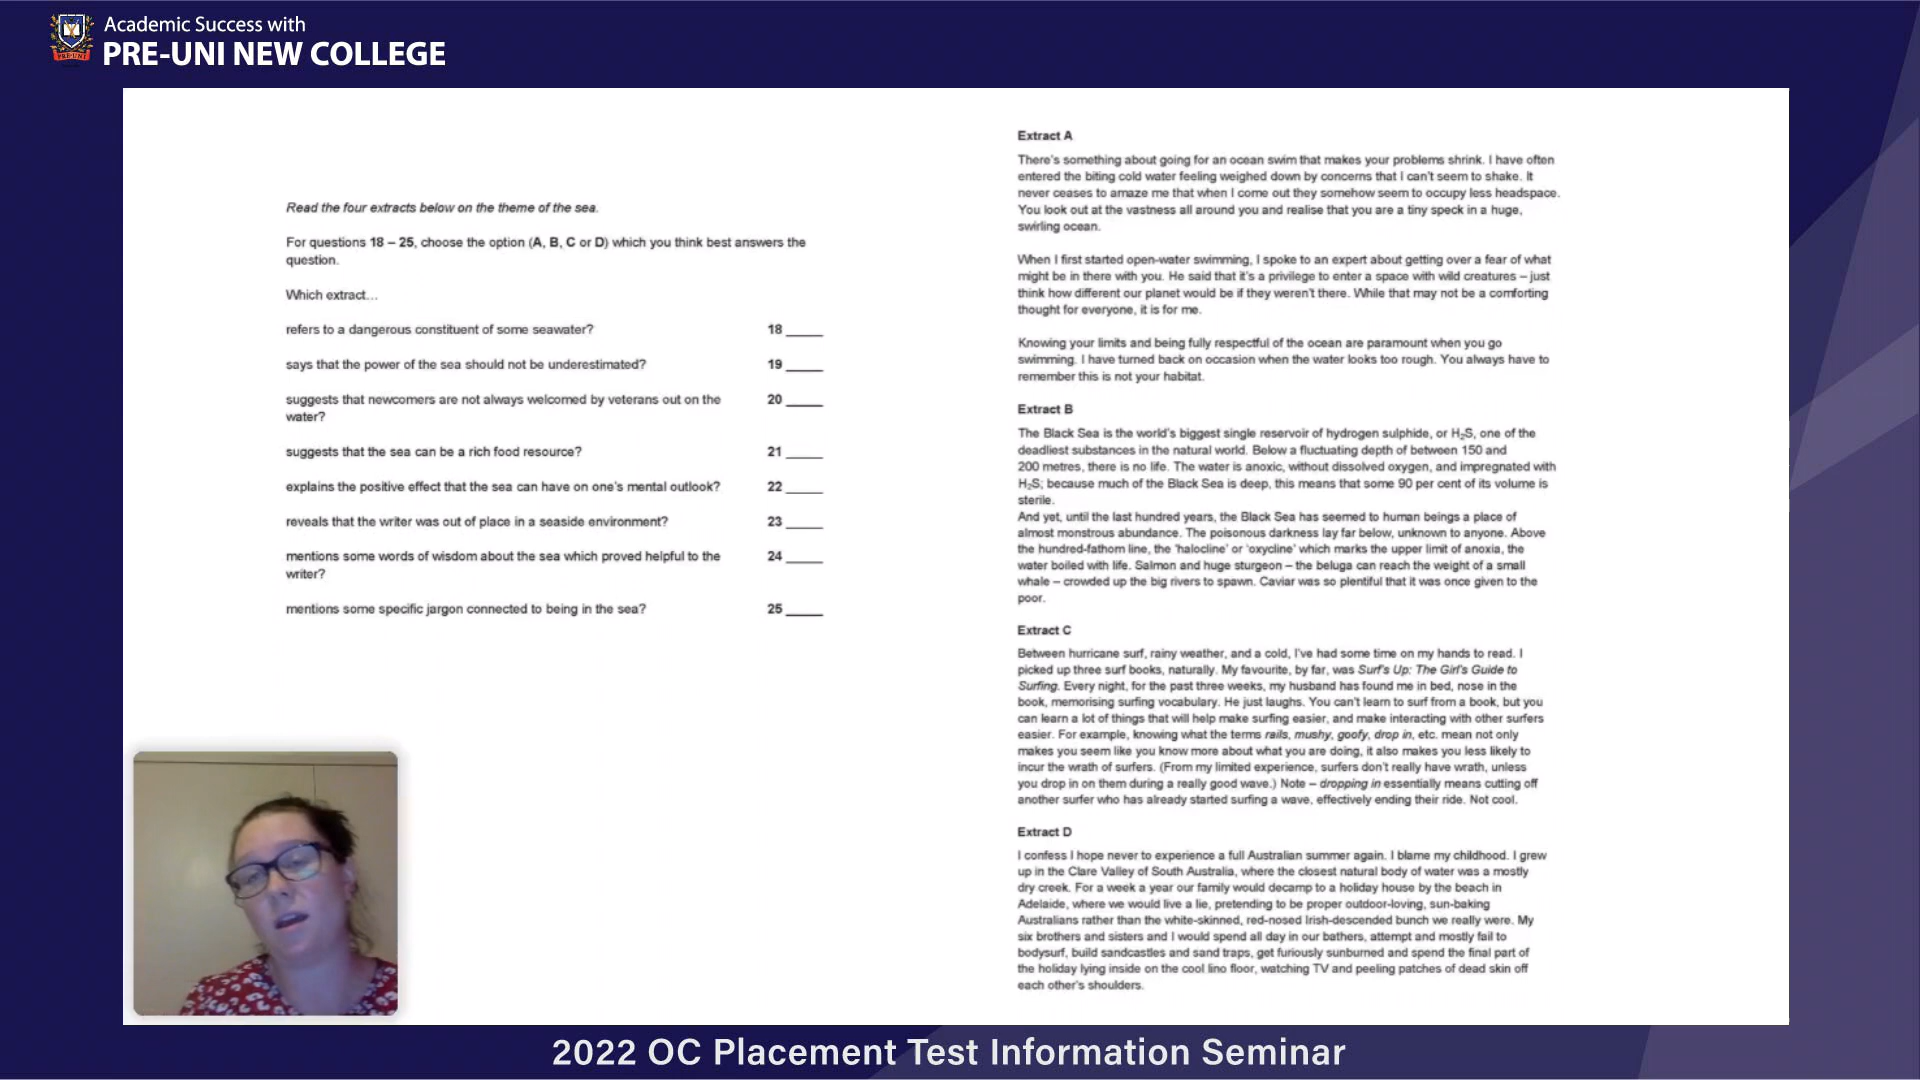 Academic Success with
PRE-UNI NEW COLLEGE
Read the four extracts below on the theme of the sea.
For questions 18 – 25, choose the option (A, B, C or D) which you think best answers the
question.
Which extract...
refers to a dangerous constituent of some seawater? 18 _____
says that the power of the sea should not be underestimated? 19 _____
suggests that newcomers are not always welcomed by veterans out on the 20 _____
water?
suggests that the sea can be a rich food resource? 21 _____
explains the positive effect that the sea can have on one's mental outlook? 22 _____
reveals that the writer was out of place in a seaside environment? 23 _____
mentions some words of wisdom about the sea which proved helpful to the 24 _____
writer?
mentions some specific jargon connected to being in the sea? 25 _____
Extract A
There's something about going for an ocean swim that makes your problems shrink. I have often
entered the biting cold water feeling weighed down by concerns that I can't seem to shake. It
never ceases to amaze me that when I come out they somehow seem to occupy less headspace.
You look out at the vastness all around you and realise that you are a tiny speck in a huge,
swirling ocean.
When I first started open-water swimming, I spoke to an expert about getting over a fear of what
might be in there with you. He said that it's a privilege to enter a space with wild creatures – just
think how different our planet would be if they weren't there. While that may not be a comforting
thought for everyone, it is for me.
Knowing your limits and being fully respectful of the ocean are paramount when you go
swimming. I have turned back on occasion when the water looks too rough. You always have to
remember this is not your habitat.
Extract B
The Black Sea is the world's biggest single reservoir of hydrogen sulphide, or H₂S, one of the
deadliest substances in the natural world. Below a fluctuating depth of between 150 and
200 metres, there is no life. The water is anoxic, without dissolved oxygen, and impregnated with
H₂S; because much of the Black Sea is deep, this means that some 90 per cent of its volume is
sterile.
And yet, until the last hundred years, the Black Sea has seemed to human beings a place of
almost monstrous abundance. The poisonous darkness lay far below, unknown to anyone. Above
the hundred-fathom line, the 'halocline' or 'oxycline' which marks the upper limit of anoxia, the
water boiled with life. Salmon and huge sturgeon – the beluga can reach the weight of a small
whale – crowded up the big rivers to spawn. Caviar was so plentiful that it was once given to the
poor.
Extract C
Between hurricane surf, rainy weather, and a cold, I've had some time on my hands to read. I
picked up three surf books, naturally. My favourite, by far, was Surf's Up: The Girl's Guide to
Surfing. Every night, for the past three weeks, my husband has found me in bed, nose in the
book, memorising surfing vocabulary. He just laughs. You can't learn to surf from a book, but you
can learn a lot of things that will help make surfing easier, and make interacting with other surfers
easier. For example, knowing what the terms rails, mushy, goofy, drop in, etc. mean not only
makes you seem like you know more about what you are doing, it also makes you less likely to
incur the wrath of surfers. (From my limited experience, surfers don't really have wrath, unless
you drop in on them during a really good wave.) Note – dropping in essentially means cutting off
another surfer who has already started surfing a wave, effectively ending their ride. Not cool.
Extract D
I confess I hope never to experience a full Australian summer again. I blame my childhood. I grew
up in the Clare Valley of South Australia, where the closest natural body of water was a mostly
dry creek. For a week a year our family would decamp to a holiday house by the beach in
Adelaide, where we would live a lie, pretending to be proper outdoor-loving, sun-baking
Australians rather than the white-skinned, red-nosed Irish-descended bunch we really were. My
six brothers and sisters and I would spend all day in our bathers, attempt and mostly fail to
bodysurf, build sandcastles and sand traps, get furiously sunburned and spend the final part of
the holiday lying inside on the cool lino floor, watching TV and peeling patches of dead skin off
each other's shoulders.
2022 OC Placement Test Information Seminar